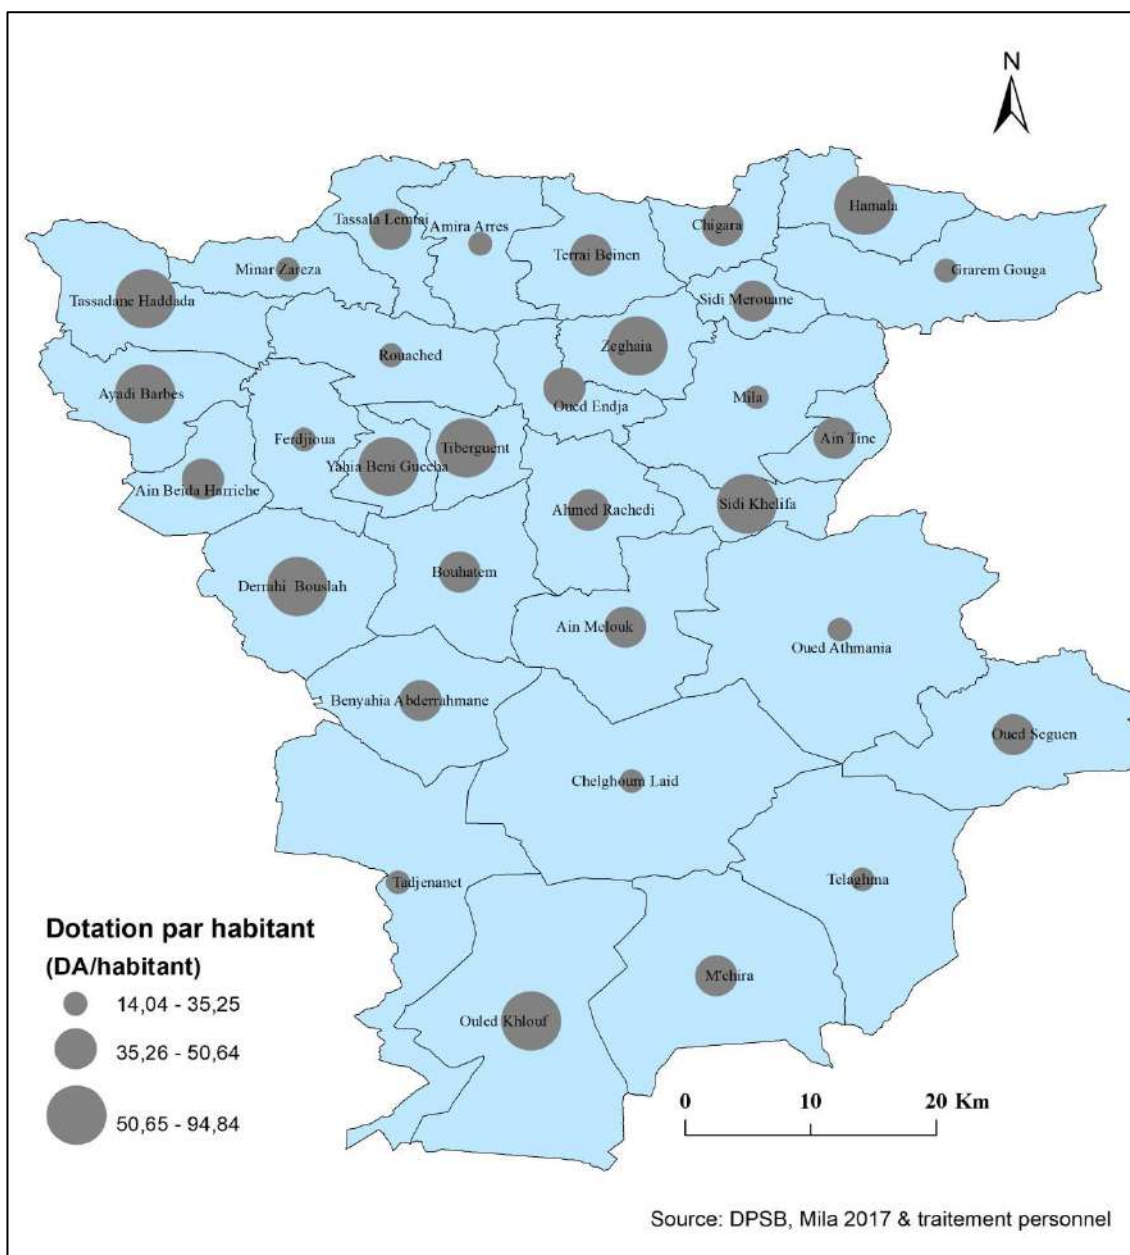 N
Hamala
Tassala Lemtai
Amira Arres
Chigara
Terrai Beinen
Minar Zareza
Grarem Gouga
Tassadane Haddada
Sidi Merouane
Zeghaia
Rouached
Ayadi Barbes
Mila
Oued Endja
Ferdjioua
Ain Tine
Tiberguent
Yahia Beni Guecha
Ain Beida Harriche
Sidi Khelifa
Ahmed Rachedi
Bouhatem
Derrahi Bouslah
Ain Melouk
Oued Athmania
Benyahia Abderrahmane
Oued Seguen
Chelghoum Laid
Tadjenanet
Telaghma
M'chira
Ouled Khlouf
Dotation par habitant
(DA/habitant)
14,04 - 35,25
35,26 - 50,64
50,65 - 94,84
0 10 20 Km
Source: DPSB, Mila 2017 & traitement personnel